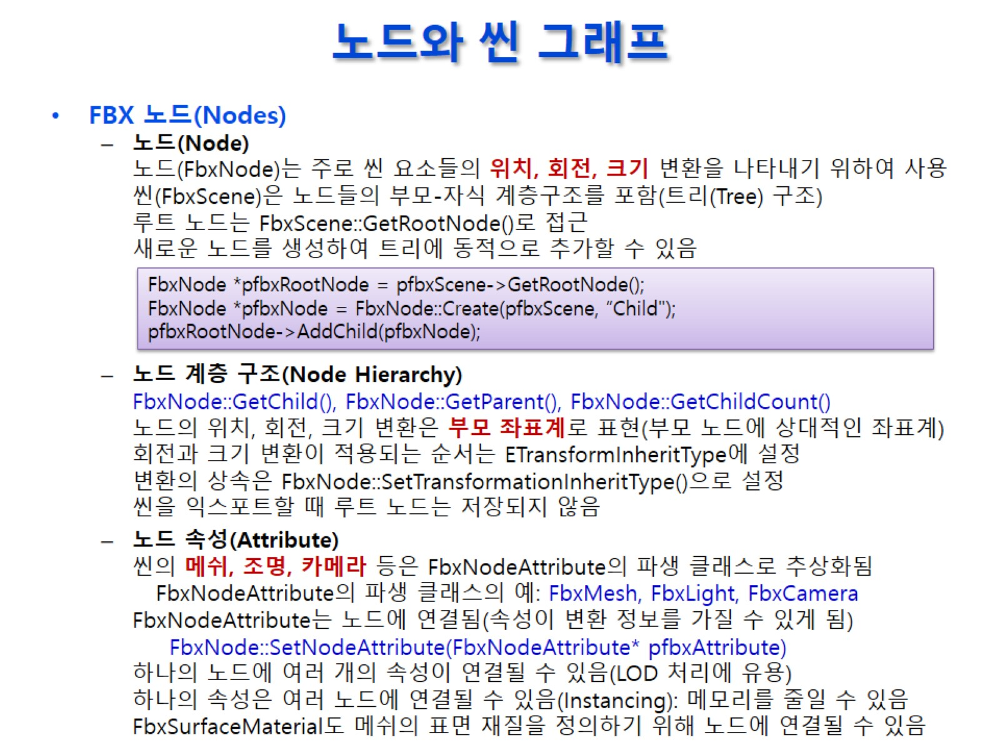 노드와 씬 그래프
• FBX 노드(Nodes)
– 노드(Node)
노드(FbxNode)는 주로 씬 요소들의 위치, 회전, 크기 변환을 나타내기 위하여 사용
씬(FbxScene)은 노드들의 부모-자식 계층구조를 포함(트리(Tree) 구조)
루트 노드는 FbxScene::GetRootNode()로 접근
새로운 노드를 생성하여 트리에 동적으로 추가할 수 있음
FbxNode *pfbxRootNode = pfbxScene->GetRootNode();
FbxNode *pfbxNode = FbxNode::Create(pfbxScene, “Child");
pfbxRootNode->AddChild(pfbxNode);
– 노드 계층 구조(Node Hierarchy)
FbxNode::GetChild(), FbxNode::GetParent(), FbxNode::GetChildCount()
노드의 위치, 회전, 크기 변환은 부모 좌표계로 표현(부모 노드에 상대적인 좌표계)
회전과 크기 변환이 적용되는 순서는 ETransformInheritType에 설정
변환의 상속은 FbxNode::SetTransformationInheritType()으로 설정
씬을 익스포트할 때 루트 노드는 저장되지 않음
– 노드 속성(Attribute)
씬의 메쉬, 조명, 카메라 등은 FbxNodeAttribute의 파생 클래스로 추상화됨
FbxNodeAttribute의 파생 클래스의 예: FbxMesh, FbxLight, FbxCamera
FbxNodeAttribute는 노드에 연결됨(속성이 변환 정보를 가질 수 있게 됨)
FbxNode::SetNodeAttribute(FbxNodeAttribute* pfbxAttribute)
하나의 노드에 여러 개의 속성이 연결될 수 있음(LOD 처리에 유용)
하나의 속성은 여러 노드에 연결될 수 있음(Instancing): 메모리를 줄일 수 있음
FbxSurfaceMaterial도 메쉬의 표면 재질을 정의하기 위해 노드에 연결될 수 있음